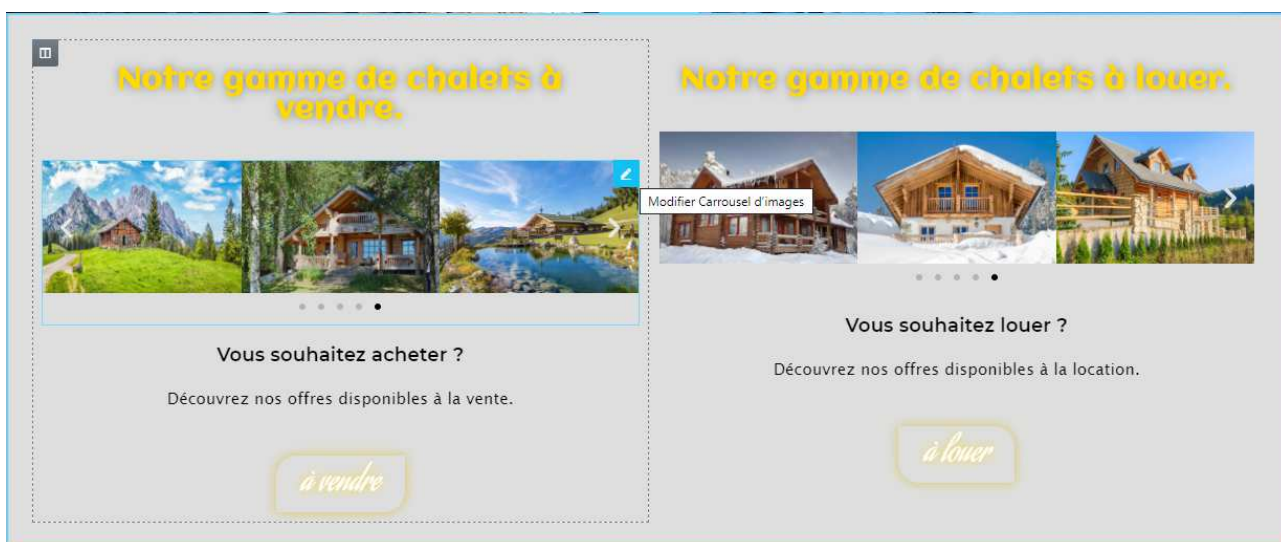 Notre gamme de chalets à
vendre.
Modifier Carrousel d'images
Vous souhaitez acheter ?
Découvrez nos offres disponibles à la vente.
à vendre
Notre gamme de chalets à louer.
Vous souhaitez louer ?
Découvrez nos offres disponibles à la location.
à louer